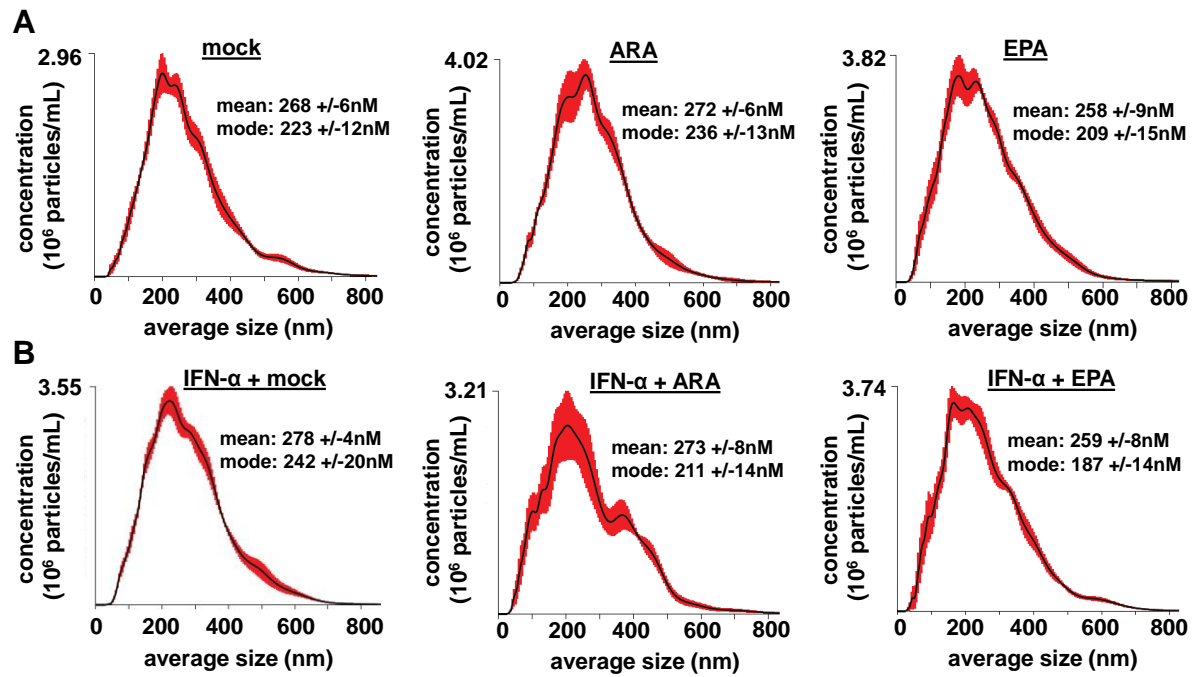 A
mock
2.96
concentration
(10⁶ particles/mL)
mean: 268 +/-6nM
mode: 223 +/-12nM
0 200 400 600 800
average size (nm)
ARA
4.02
concentration
(10⁶ particles/mL)
mean: 272 +/-6nM
mode: 236 +/-13nM
0 200 400 600 800
average size (nm)
EPA
3.82
concentration
(10⁶ particles/mL)
mean: 258 +/-9nM
mode: 209 +/-15nM
0 200 400 600 800
average size (nm)
B
IFN-α + mock
3.55
concentration
(10⁶ particles/mL)
mean: 278 +/-4nM
mode: 242 +/-20nM
0 200 400 600 800
average size (nm)
IFN-α + ARA
3.21
concentration
(10⁶ particles/mL)
mean: 273 +/-8nM
mode: 211 +/-14nM
0 200 400 600 800
average size (nm)
IFN-α + EPA
3.74
concentration
(10⁶ particles/mL)
mean: 259 +/-8nM
mode: 187 +/-14nM
0 200 400 600 800
average size (nm)